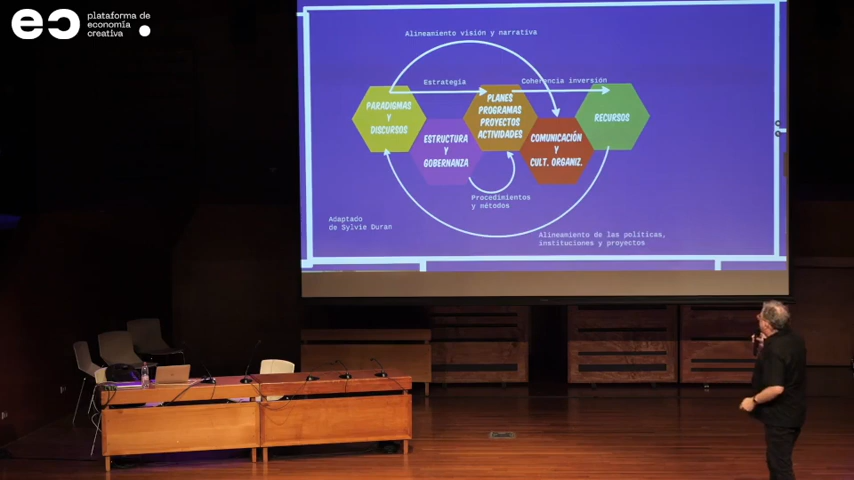 plataforma de
economía
creativa
Alineamiento visión y narrativa
Estrategia
Coherencia inversión
PARADIGMAS
Y
DISCURSOS
ESTRUCTURA
Y
GOBERNANZA
PLANES
PROGRAMAS
PROYECTOS
ACTIVIDADES
COMUNICACIÓN
Y
CULT. ORGANIZ.
RECURSOS
Procedimientos
y métodos
Adaptado
de Sylvie Duran
Alineamiento de las políticas,
instituciones y proyectos